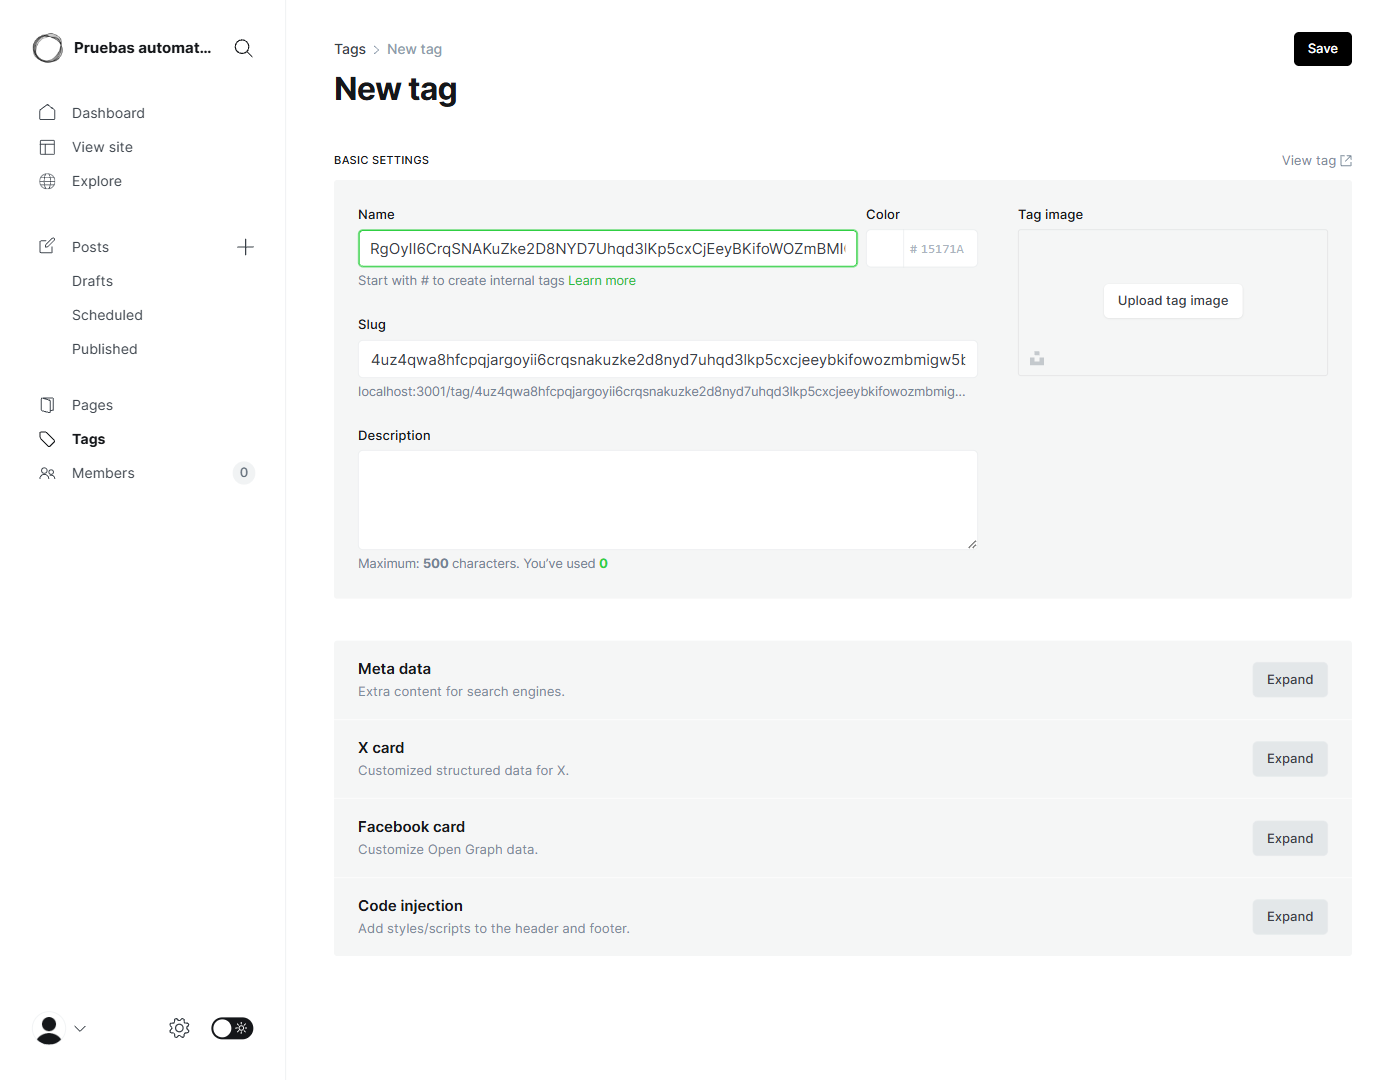 Pruebas automat...
Dashboard
View site
Explore
Posts
Drafts
Scheduled
Published
Pages
Tags
Members 0
Tags > New tag
Save
New tag
BASIC SETTINGS
View tag
Name
Color
Tag image
# 15171A
Start with # to create internal tags Learn more
Upload tag image
Slug
4uz4qwa8hfcpqjargoyii6crqsnakuzke2d8nyd7uhqd3lkp5cxcjeeybkifowozmbmigw5b
localhost:3001/tag/4uz4qwa8hfcpqjargoyii6crqsnakuzke2d8nyd7uhqd3lkp5cxcjeeybkifowozmbmig...
Description
Maximum: 500 characters. You’ve used 0
Meta data
Extra content for search engines.
Expand
X card
Customized structured data for X.
Expand
Facebook card
Customize Open Graph data.
Expand
Code injection
Add styles/scripts to the header and footer.
Expand